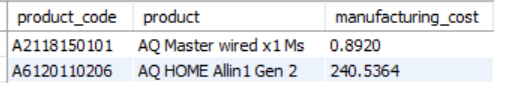 product_code product manufacturing_cost
A2118150101 AQ Master wired x1 Ms 0.8920
A6120110206 AQ HOME Allin1 Gen 2 240.5364